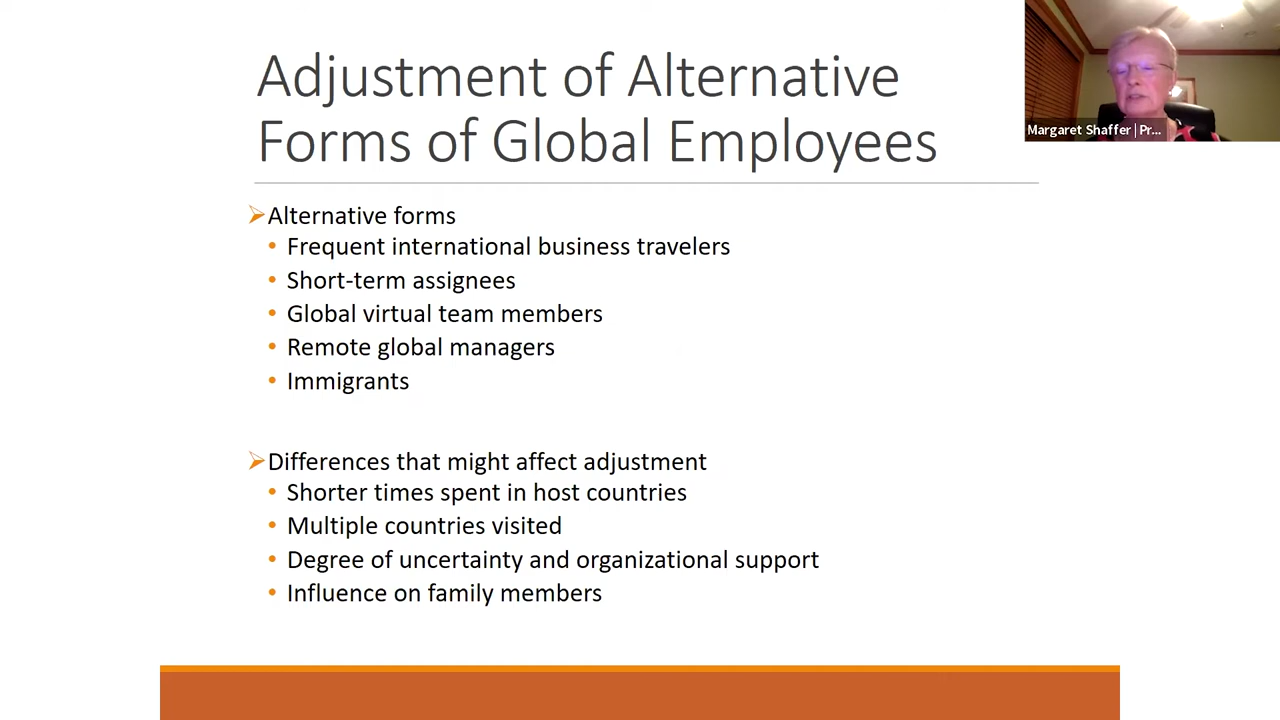 Adjustment of Alternative
Forms of Global Employees
Margaret Shaffer | Pr...
Alternative forms
• Frequent international business travelers
• Short-term assignees
• Global virtual team members
• Remote global managers
• Immigrants
Differences that might affect adjustment
• Shorter times spent in host countries
• Multiple countries visited
• Degree of uncertainty and organizational support
• Influence on family members